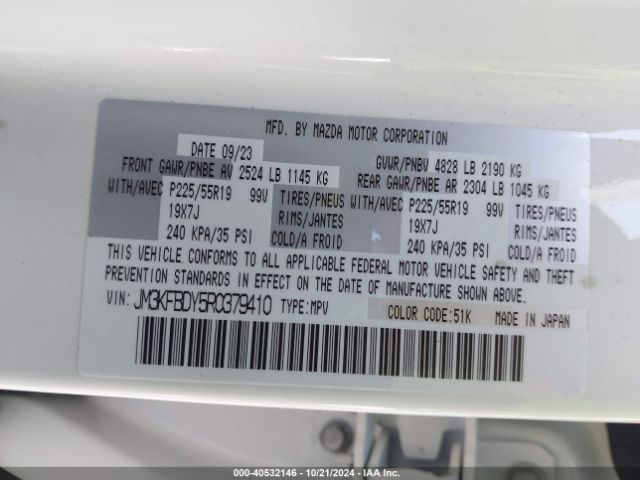 MFD. BY MAZDA MOTOR CORPORATION
DATE 09/23 GVWR/PNBV 4828 LB 2190 KG
FRONT GAWR/PNBE AV 2524 LB 1145 KG REAR GAWR/PNBE AR 2304 LB 1045 KG
WITH/AVEC P225/55R19 99V TIRES/PNEUS WITH/AVEC P225/55R19 99V TIRES/PNEUS
19X7J RIMS/JANTES 19X7J RIMS/JANTES
240 KPA/35 PSI COLD/A FROID 240 KPA/35 PSI COLD/A FROID
THIS VEHICLE CONFORMS TO ALL APPLICABLE FEDERAL MOTOR VEHICLE SAFETY AND THEFT
PREVENTION STANDARDS IN EFFECT ON THE DATE OF MANUFACTURE SHOWN ABOVE.
VIN: JM3KFBDY5R0379410 TYPE:MPV COLOR CODE:51K MADE IN JAPAN
000-40532146 - 10/21/2024 - IAA Inc.